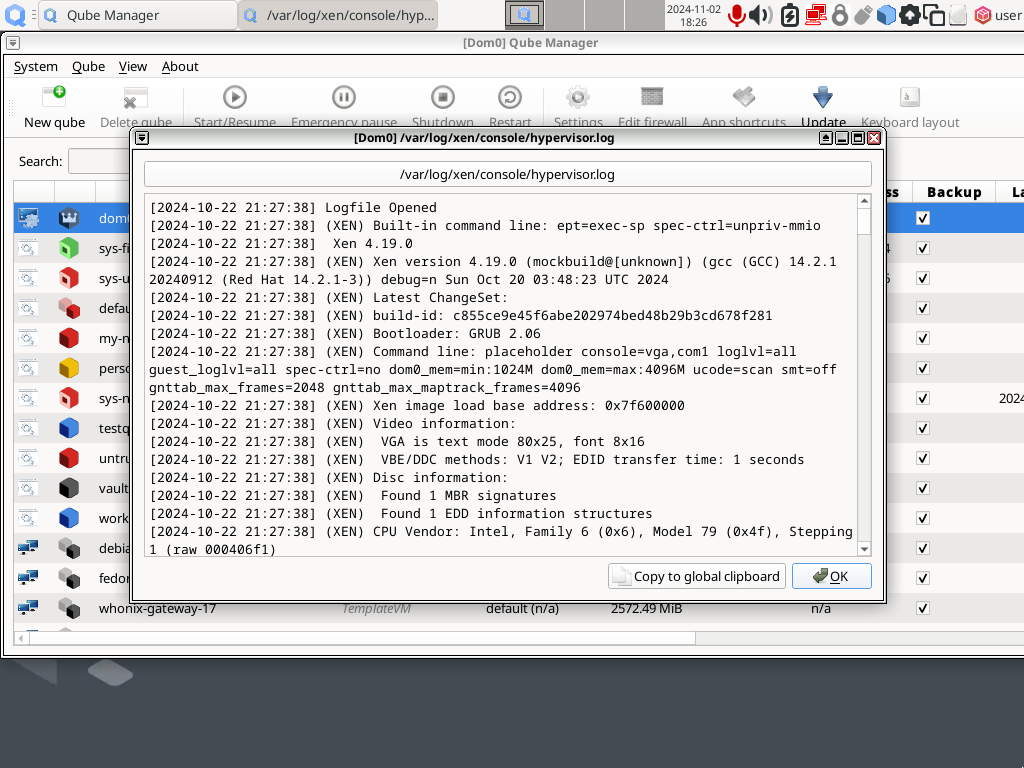 Qube Manager
/var/log/xen/console/hyp...
2024-11-02
18:26
user
[Dom0] Qube Manager
System Qube View About
New qube Delete qube Start/Resume Emergency pause Shutdown Restart Settings Edit firewall App shortcuts Update Keyboard layout
Search:
[Dom0] /var/log/xen/console/hypervisor.log
/var/log/xen/console/hypervisor.log
[2024-10-22 21:27:38] Logfile Opened
[2024-10-22 21:27:38] (XEN) Built-in command line: ept=exec-sp spec-ctrl=unpriv-mmio
[2024-10-22 21:27:38]  Xen 4.19.0
[2024-10-22 21:27:38] (XEN) Xen version 4.19.0 (mockbuild@[unknown]) (gcc (GCC) 14.2.1
20240912 (Red Hat 14.2.1-3)) debug=n Sun Oct 20 03:48:23 UTC 2024
[2024-10-22 21:27:38] (XEN) Latest ChangeSet:
[2024-10-22 21:27:38] (XEN) build-id: c855ce9e45f6abe202974bed48b29b3cd678f281
[2024-10-22 21:27:38] (XEN) Bootloader: GRUB 2.06
[2024-10-22 21:27:38] (XEN) Command line: placeholder console=vga,com1 loglvl=all
guest_loglvl=all spec-ctrl=no dom0_mem=min:1024M dom0_mem=max:4096M ucode=scan smt=off
gnttab_max_frames=2048 gnttab_max_maptrack_frames=4096
[2024-10-22 21:27:38] (XEN) Xen image load base address: 0x7f600000
[2024-10-22 21:27:38] (XEN) Video information:
[2024-10-22 21:27:38] (XEN)  VGA is text mode 80x25, font 8x16
[2024-10-22 21:27:38] (XEN)  VBE/DDC methods: V1 V2; EDID transfer time: 1 seconds
[2024-10-22 21:27:38] (XEN) Disc information:
[2024-10-22 21:27:38] (XEN)  Found 1 MBR signatures
[2024-10-22 21:27:38] (XEN)  Found 1 EDD information structures
[2024-10-22 21:27:38] (XEN) CPU Vendor: Intel, Family 6 (0x6), Model 79 (0x4f), Stepping
1 (raw 000406f1)
Copy to global clipboard
OK
ss Backup La
dom0
sys-fi
sys-u
defau
my-n
perso
sys-n 2024
testq
untru
vault
work
debia
fedor
whonix-gateway-17 TemplateVM default (n/a) 2572.49 MiB n/a